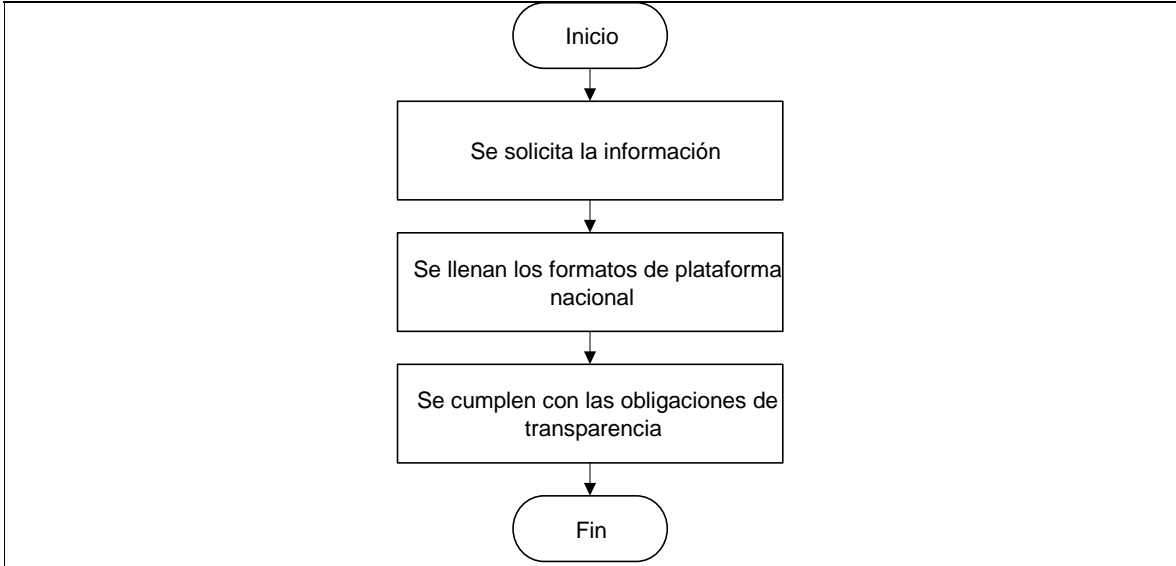 Inicio
Se solicita la información
Se llenan los formatos de plataforma
nacional
Se cumplen con las obligaciones de
transparencia
Fin